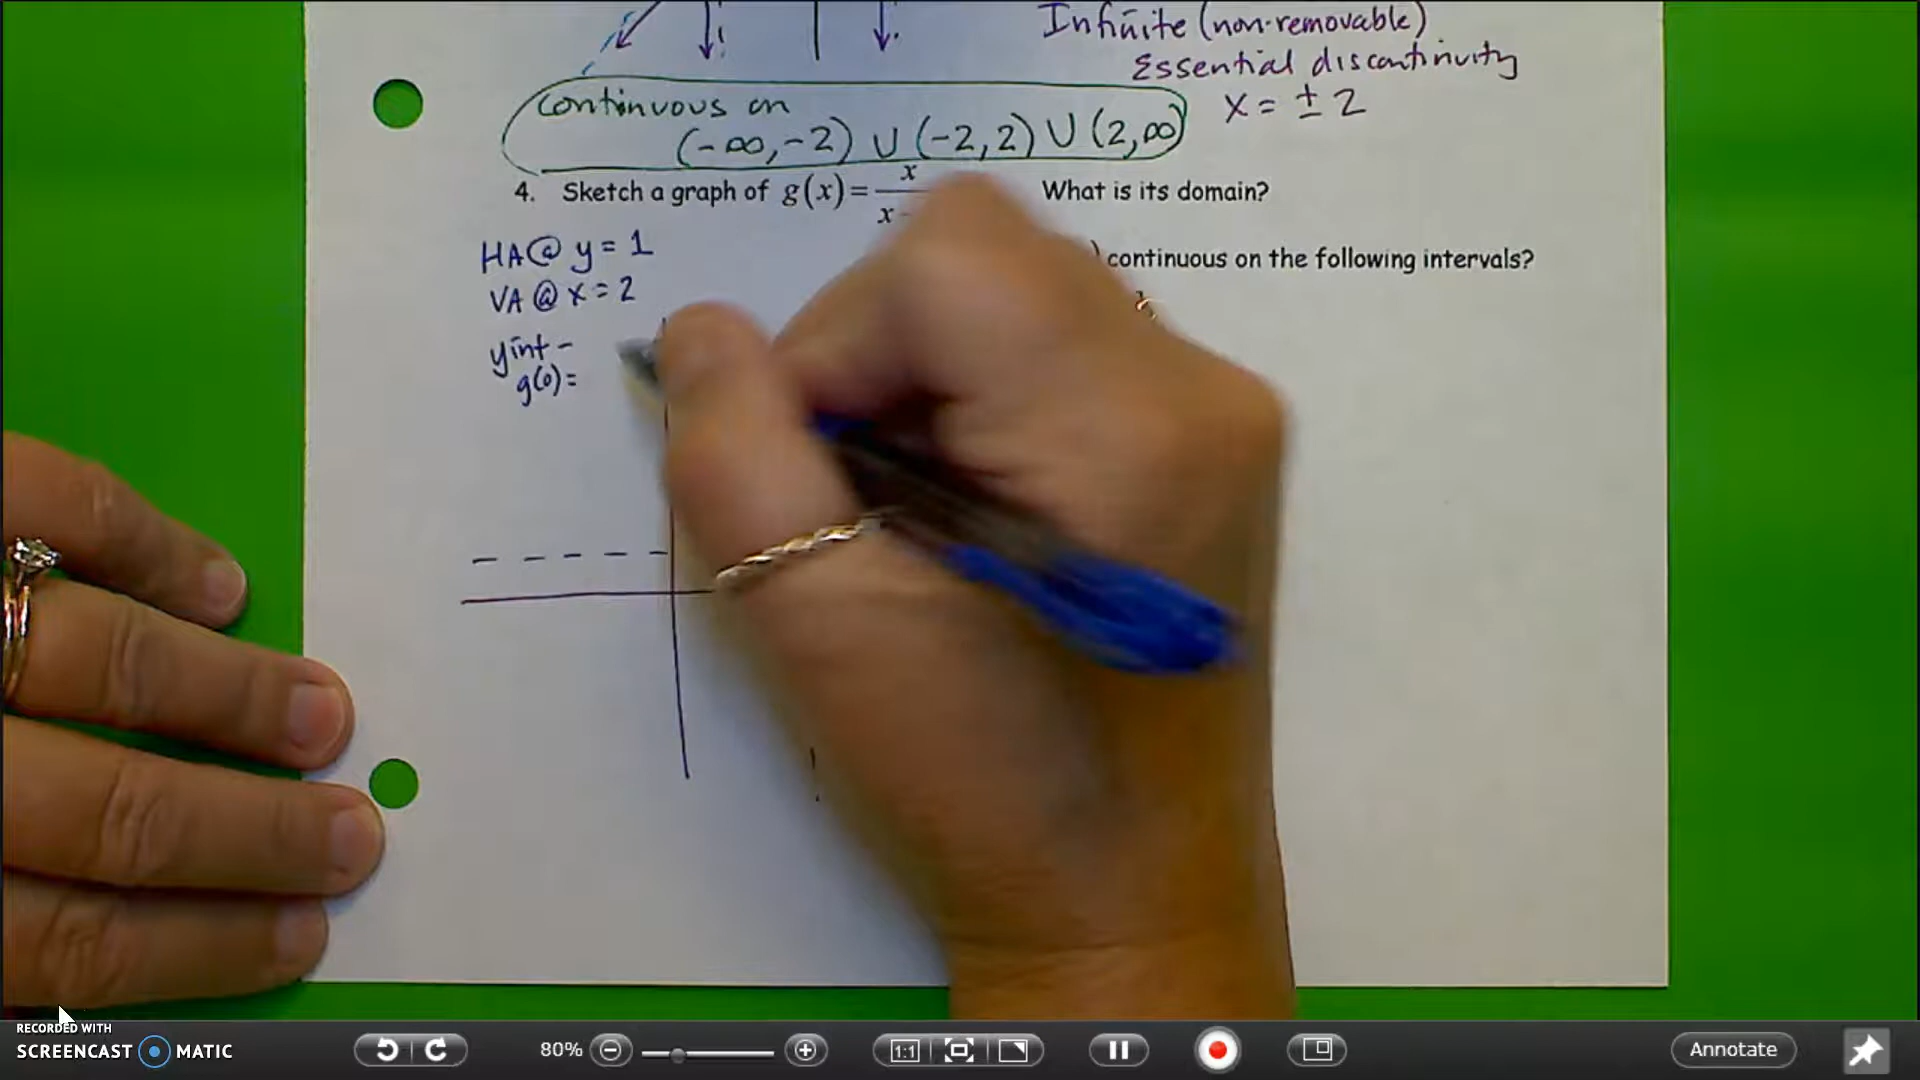 Infinite (non-removable)
Essential discontinuity
x = ± 2
Continuous on
(-∞,-2) ∪ (-2,2) ∪ (2,∞)
4. Sketch a graph of g(x) = x
x -
What is its domain?
HA @ y = 1
) continuous on the following intervals?
VA @ x = 2
y int -
g(0) =
RECORDED WITH
SCREENCAST MATIC
80%
1:1
Annotate